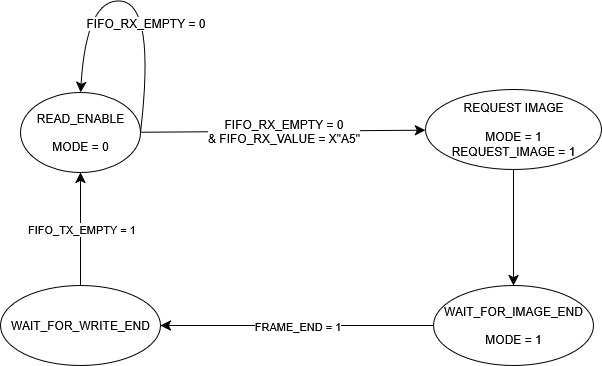 FIFO_RX_EMPTY = 0
READ_ENABLE
MODE = 0
FIFO_RX_EMPTY = 0
& FIFO_RX_VALUE = X"A5"
REQUEST IMAGE
MODE = 1
REQUEST_IMAGE = 1
FIFO_TX_EMPTY = 1
WAIT_FOR_WRITE_END
FRAME_END = 1
WAIT_FOR_IMAGE_END
MODE = 1